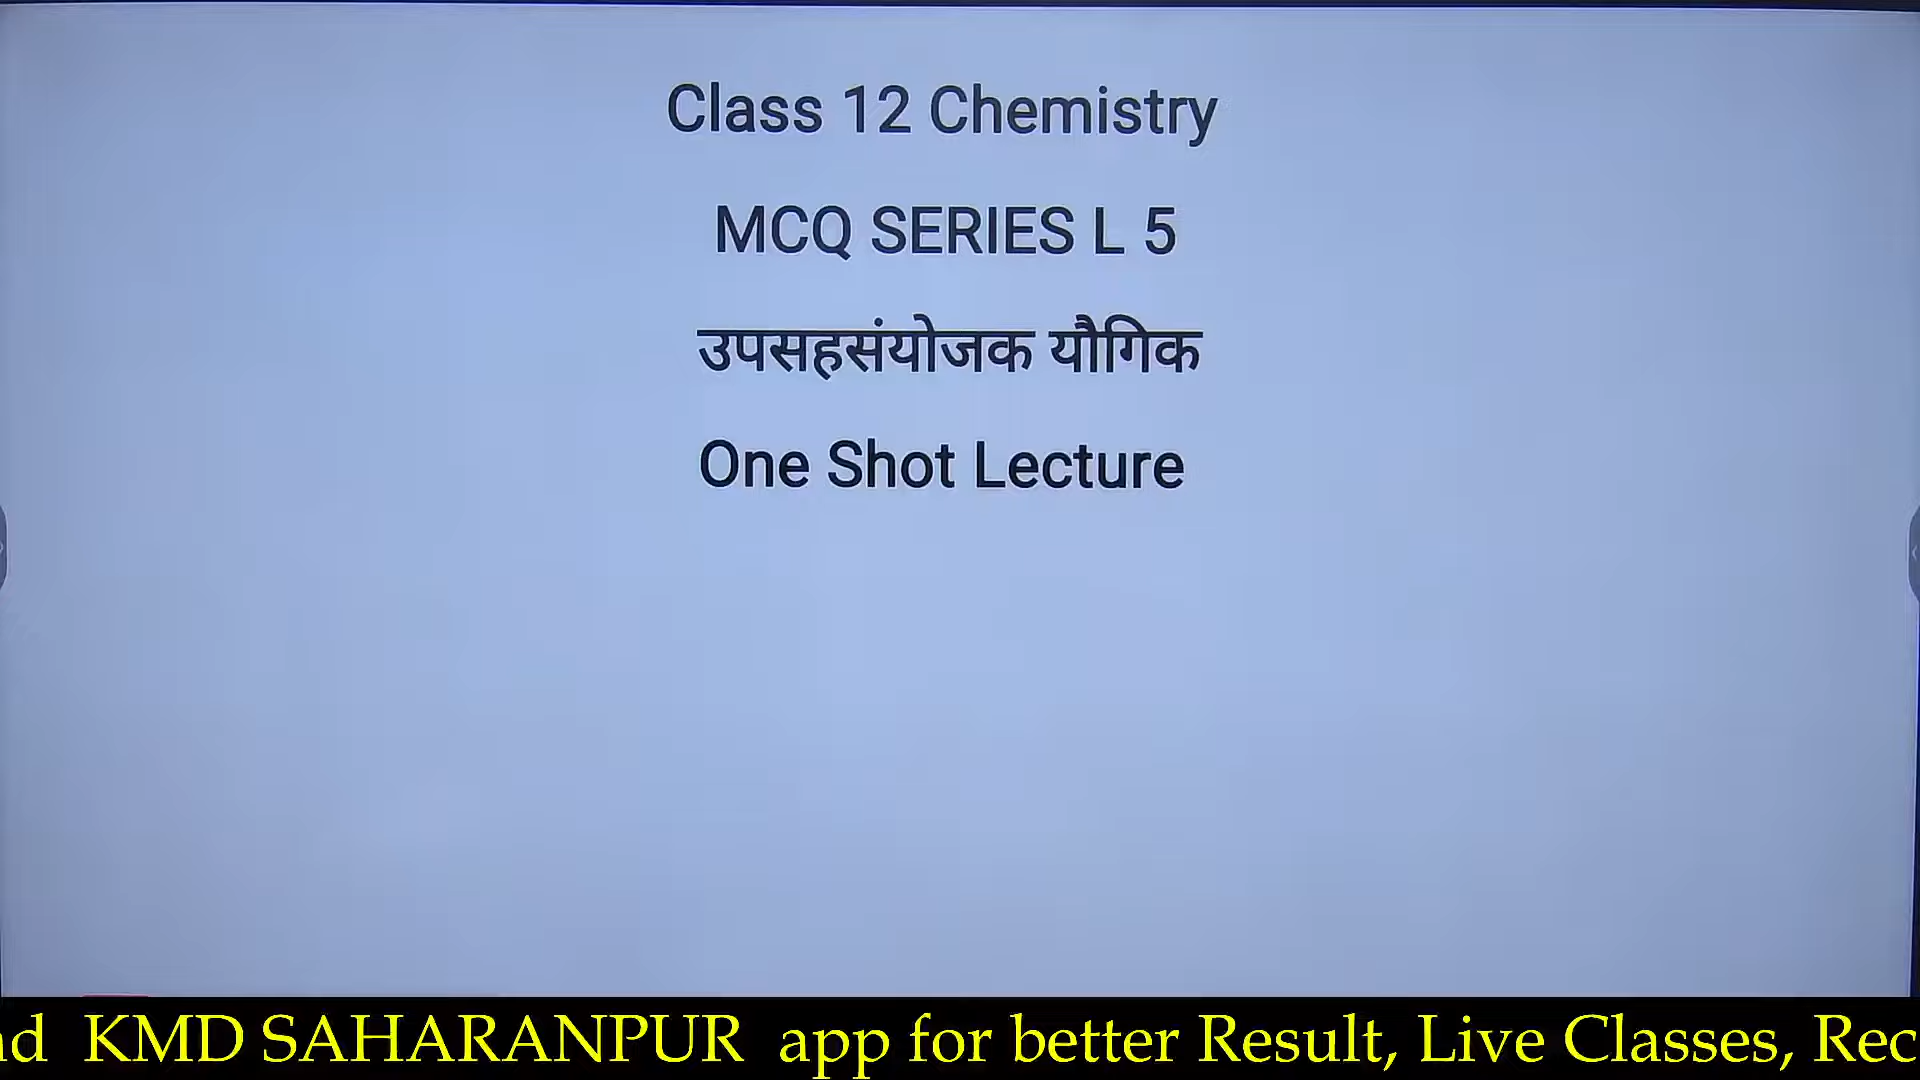 Class 12 Chemistry
MCQ SERIES L 5
उपसहसंयोजक यौगिक
One Shot Lecture
KMD SAHARANPUR app for better Result, Live Classes,